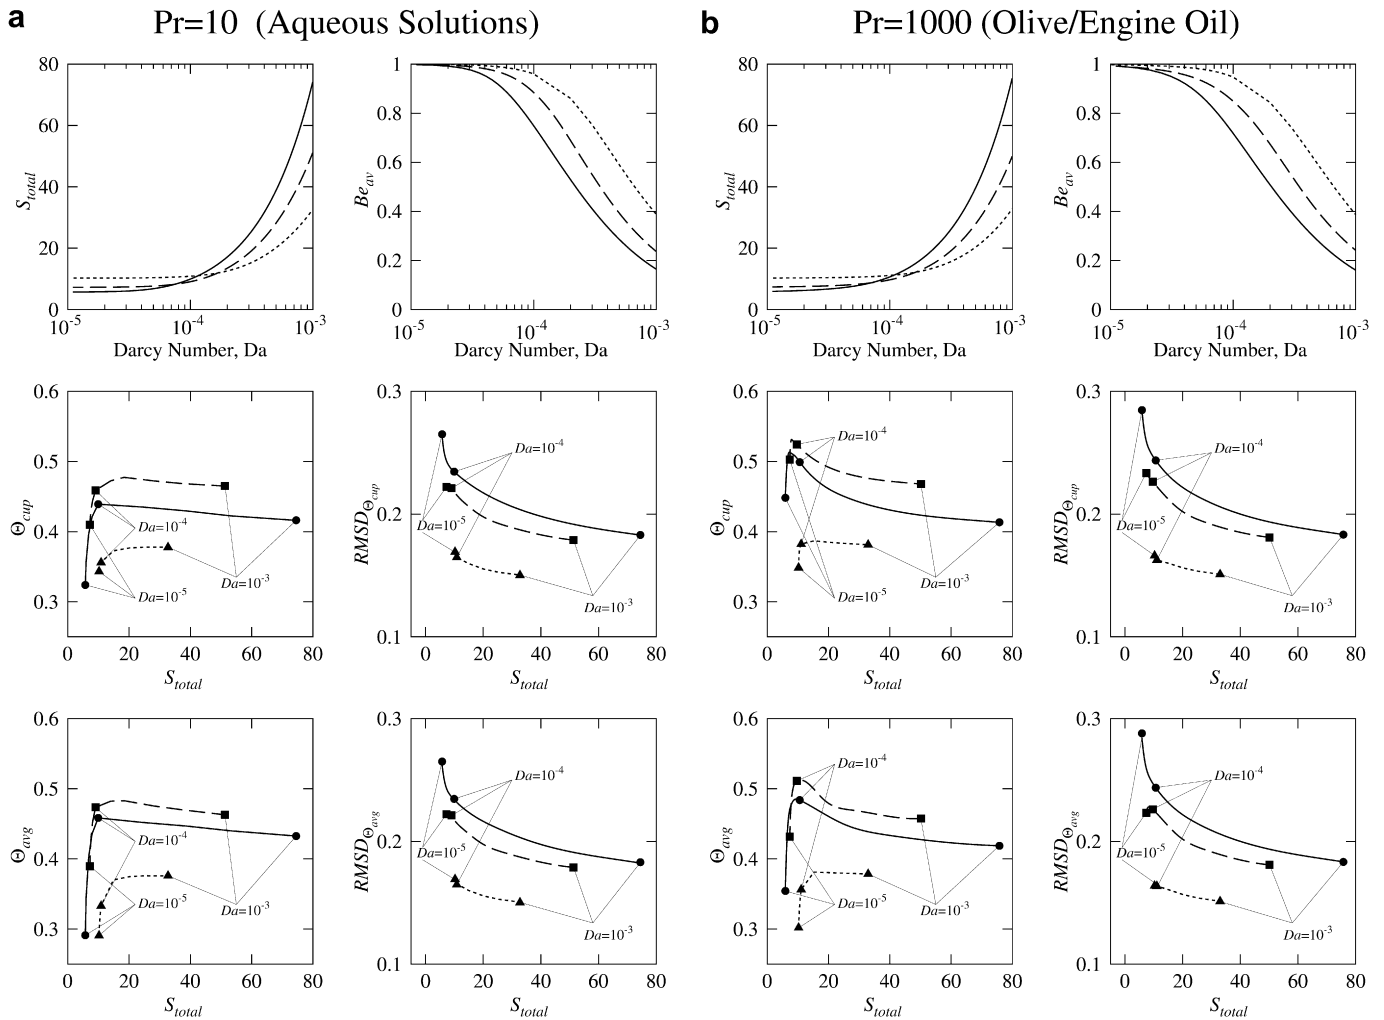 a Pr=10 (Aqueous Solutions)
b Pr=1000 (Olive/Engine Oil)
80
60
40
20
0
S_total
10^-5 10^-4 10^-3
Darcy Number, Da
1
0.8
0.6
0.4
0.2
0
Be_av
10^-5 10^-4 10^-3
Darcy Number, Da
80
60
40
20
0
S_total
10^-5 10^-4 10^-3
Darcy Number, Da
1
0.8
0.6
0.4
0.2
0
Be_av
10^-5 10^-4 10^-3
Darcy Number, Da
0.6
0.5
0.4
0.3
Θ_cup
Da=10^-4
Da=10^-5
Da=10^-3
0 20 40 60 80
S_total
0.3
0.2
0.1
RMSD_Θcup
Da=10^-4
Da=10^-5
Da=10^-3
0 20 40 60 80
S_total
0.6
0.5
0.4
0.3
Θ_cup
Da=10^-4
Da=10^-5
Da=10^-3
0 20 40 60 80
S_total
0.3
0.2
0.1
RMSD_Θcup
Da=10^-4
Da=10^-5
Da=10^-3
0 20 40 60 80
S_total
0.6
0.5
0.4
0.3
Θ_avg
Da=10^-4
Da=10^-5
Da=10^-3
0 20 40 60 80
S_total
0.3
0.2
0.1
RMSD_Θavg
Da=10^-4
Da=10^-5
Da=10^-3
0 20 40 60 80
S_total
0.6
0.5
0.4
0.3
Θ_avg
Da=10^-4
Da=10^-5
Da=10^-3
0 20 40 60 80
S_total
0.3
0.2
0.1
RMSD_Θavg
Da=10^-4
Da=10^-5
Da=10^-3
0 20 40 60 80
S_total